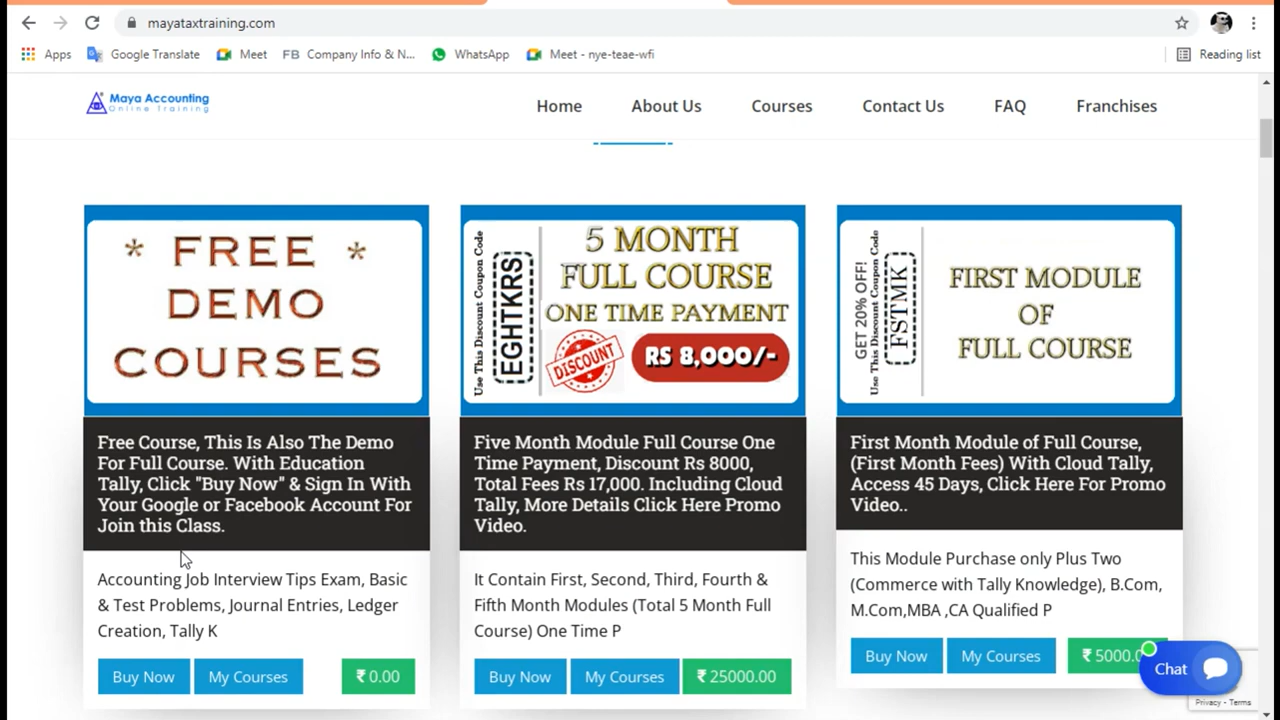 mayataxtraining.com
Apps Google Translate Meet FB Company Info & N... WhatsApp Meet - nye-teae-wfi Reading list
Maya Accounting
Online Training
Home About Us Courses Contact Us FAQ Franchises
* FREE *
DEMO
COURSES
Use This Discount Coupon Code
EGHTKRS
5 MONTH
FULL COURSE
ONE TIME PAYMENT
DISCOUNT
RS 8,000/-
GET 20% OFF!
Use This Discount Coupon Code
FSTMK
FIRST MODULE
OF
FULL COURSE
Free Course, This Is Also The Demo
For Full Course. With Education
Tally, Click "Buy Now" & Sign In With
Your Google or Facebook Account For
Join this Class.
Accounting Job Interview Tips Exam, Basic
& Test Problems, Journal Entries, Ledger
Creation, Tally K
Buy Now My Courses ₹ 0.00
Five Month Module Full Course One
Time Payment, Discount Rs 8000,
Total Fees Rs 17,000. Including Cloud
Tally, More Details Click Here Promo
Video.
It Contain First, Second, Third, Fourth &
Fifth Month Modules (Total 5 Month Full
Course) One Time P
Buy Now My Courses ₹ 25000.00
First Month Module of Full Course,
(First Month Fees) With Cloud Tally,
Access 45 Days, Click Here For Promo
Video..
This Module Purchase only Plus Two
(Commerce with Tally Knowledge), B.Com,
M.Com,MBA ,CA Qualified P
Buy Now My Courses ₹ 5000.0
Chat
Privacy - Terms